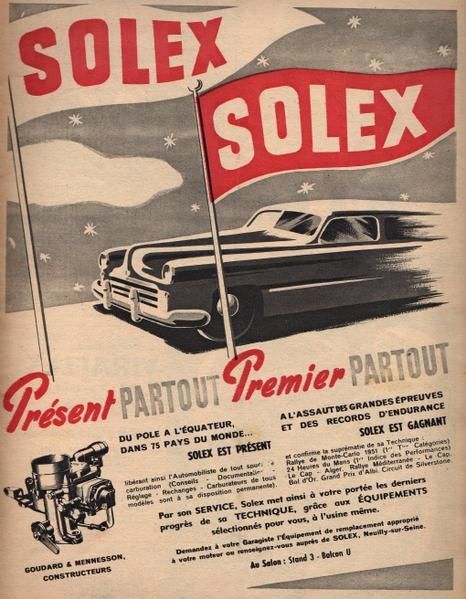 SOLEX
SOLEX
Présent PARTOUT Premier PARTOUT
DU POLE A L'ÉQUATEUR,
DANS 75 PAYS DU MONDE...
SOLEX EST PRÉSENT
libérant ainsi l'Automobiliste de tout souci
carburation (Conseils - Documentation
Réglage - Rechanges - Carburateurs de tous
modèles sont à sa disposition permanente).
A L'ASSAUT DES GRANDES ÉPREUVES
ET DES RECORDS D'ENDURANCE
SOLEX EST GAGNANT
et confirme la suprématie de sa Technique :
Rallye de Monte-Carlo 1951 (1er Ttes Catégories)
24 Heures du Mans (1er Indice des Performances)
Le Cap - Alger. Rallye Méditerranée - Le Cap.
Bol d'Or. Grand Prix d'Albi. Circuit de Silverstone.
Par son SERVICE, Solex met ainsi à votre portée les derniers
progrès de sa TECHNIQUE, grâce aux ÉQUIPEMENTS
sélectionnés pour vous, à l'usine même.
Demandez à votre Garagiste l'Équipement de remplacement approprié
à votre moteur ou renseignez-vous auprès de SOLEX, Neuilly-sur-Seine.
Au Salon : Stand 3 - Balcon U
GOUDARD & MENNESSON,
CONSTRUCTEURS